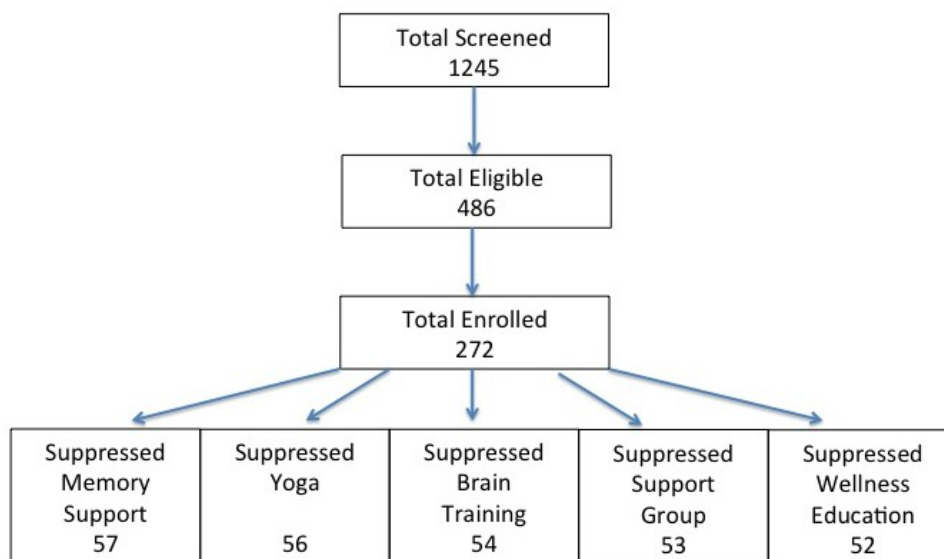 Total Screened
1245
Total Eligible
486
Total Enrolled
272
Suppressed
Memory
Support
57
Suppressed
Yoga
56
Suppressed
Brain
Training
54
Suppressed
Support
Group
53
Suppressed
Wellness
Education
52